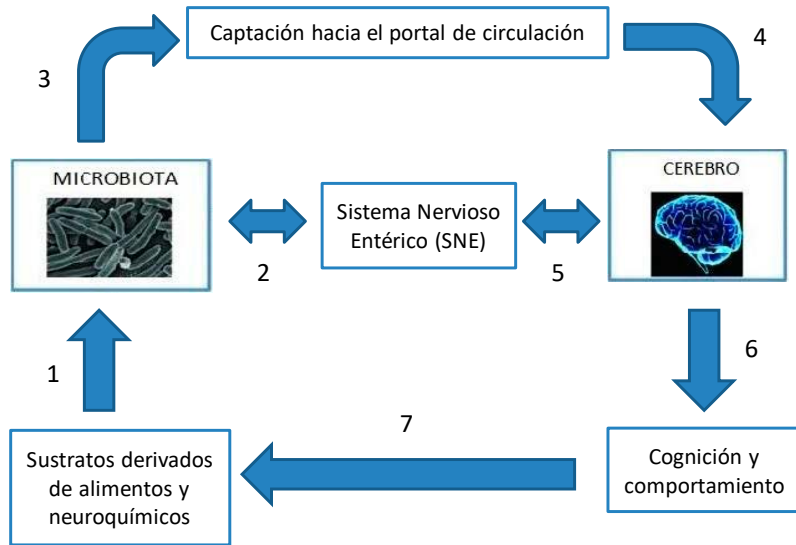 Captación hacia el portal de circulación
3
4
MICROBIOTA
CEREBRO
Sistema Nervioso
Entérico (SNE)
2
5
1
6
7
Sustratos derivados
de alimentos y
neuroquímicos
Cognición y
comportamiento